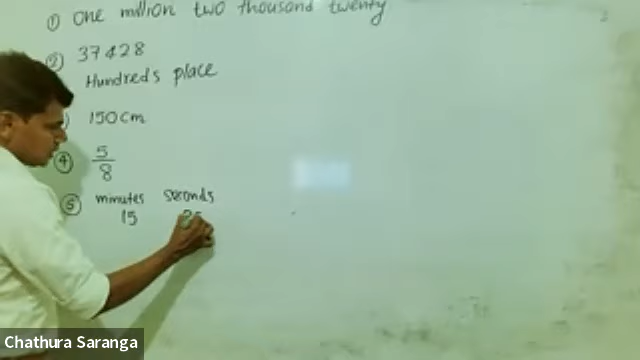 ① One million two thousand twenty
② 37428
Hundreds place
150cm
④ 5/8
⑤ minutes seconds
15
Chathura Saranga